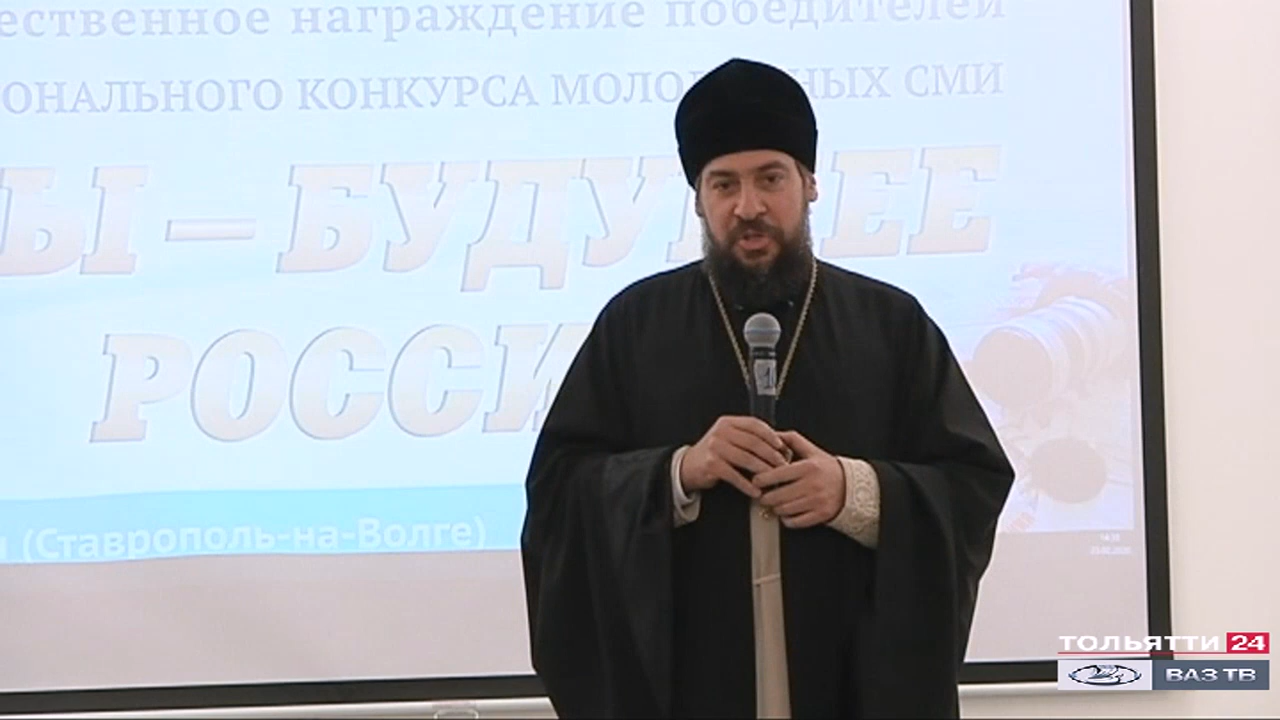 ественное награждение победителей
ОНАЛЬНОГО КОНКУРСА МОЛО НЫХ СМИ
Ы – БУДУ ЕЕ
РОССИ
(Ставрополь-на-Волге)
ТОЛЬЯТТИ 24
ВАЗ ТВ